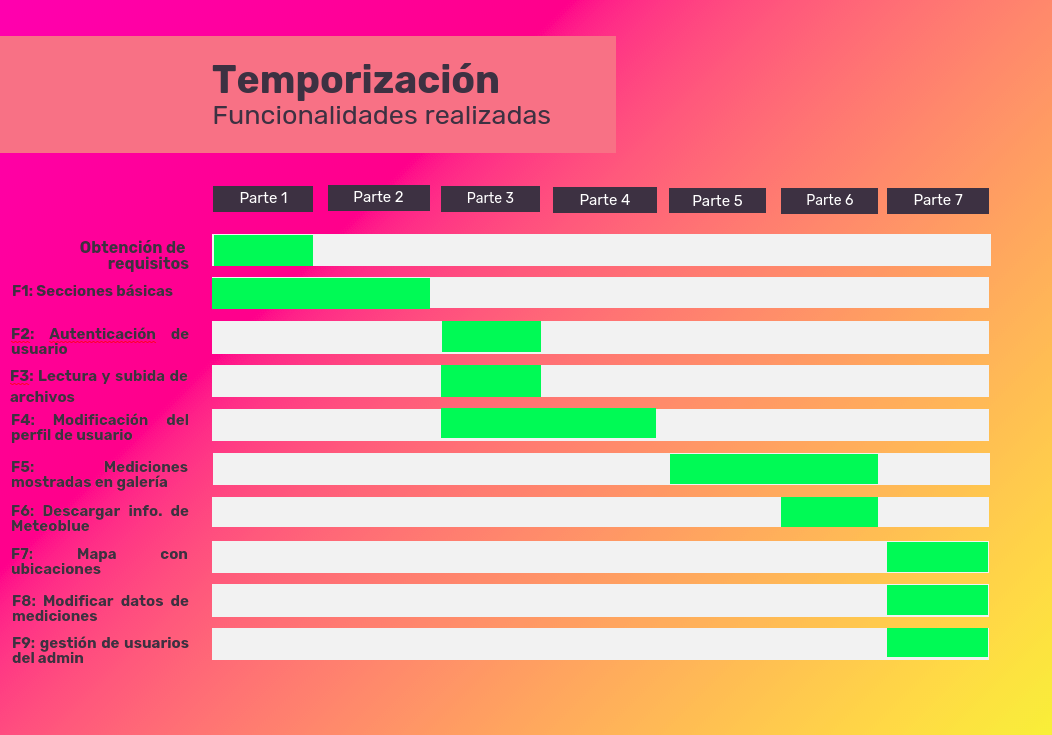 Temporización
Funcionalidades realizadas
Parte 1
Parte 2
Parte 3
Parte 4
Parte 5
Parte 6
Parte 7
Obtención de
requisitos
F1: Secciones básicas
F2: Autenticación de
usuario
F3: Lectura y subida de
archivos
F4: Modificación del
perfil de usuario
F5: Mediciones
mostradas en galería
F6: Descargar info. de
Meteoblue
F7: Mapa con
ubicaciones
F8: Modificar datos de
mediciones
F9: gestión de usuarios
del admin